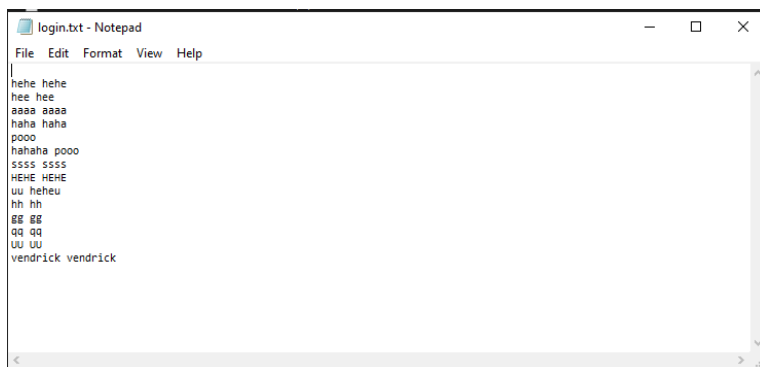 login.txt - Notepad
File Edit Format View Help
hehe hehe
hee hee
aaaa aaaa
haha haha
pooo
hahaha pooo
ssss ssss
HEHE HEHE
uu heheu
hh hh
gg gg
qq qq
UU UU
vendrick vendrick